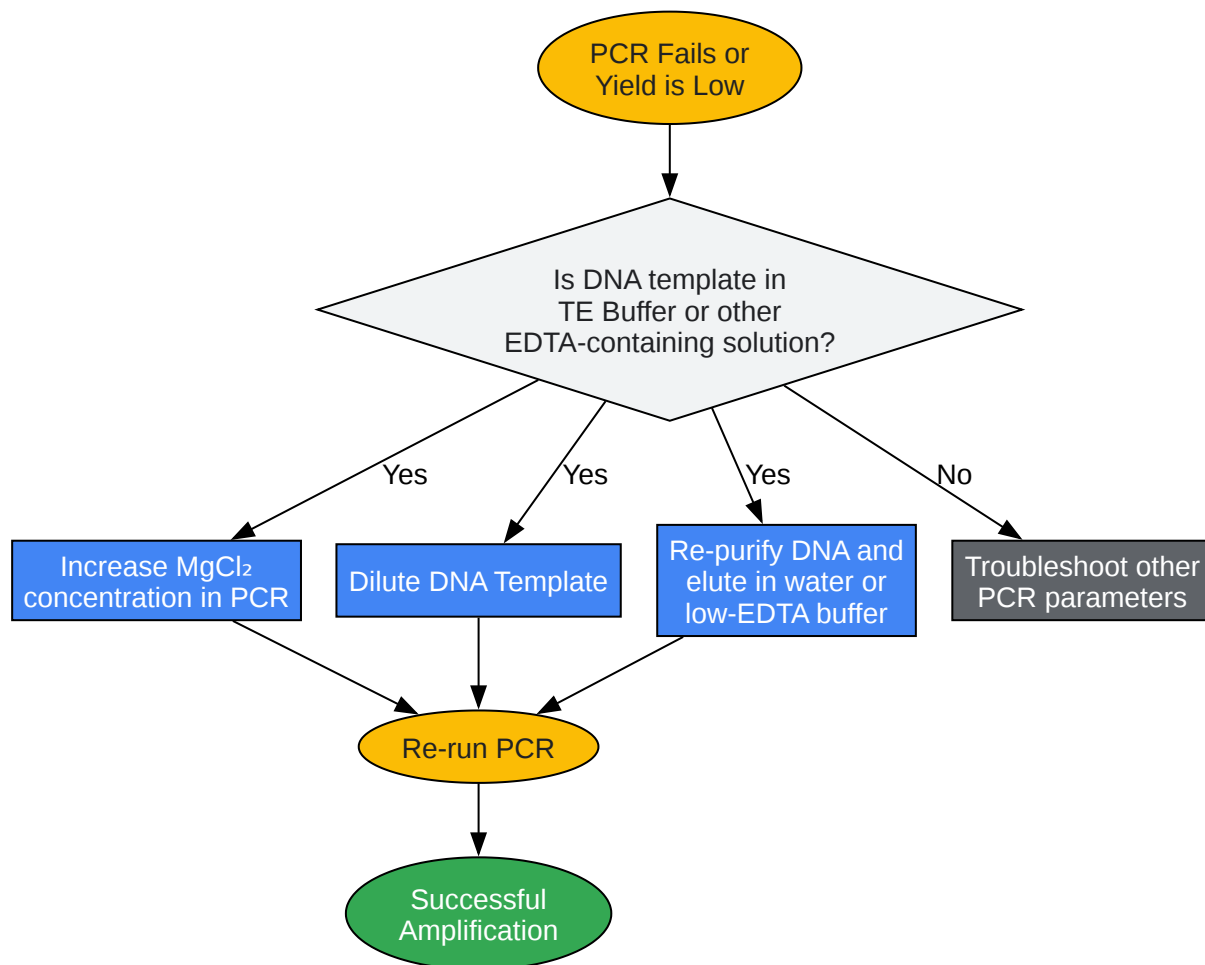 PCR Fails or
Yield is Low
Is DNA template in
TE Buffer or other
EDTA-containing solution?
Yes
Yes
Yes
No
Increase MgCl₂
concentration in PCR
Dilute DNA Template
Re-purify DNA and
elute in water or
low-EDTA buffer
Troubleshoot other
PCR parameters
Re-run PCR
Successful
Amplification